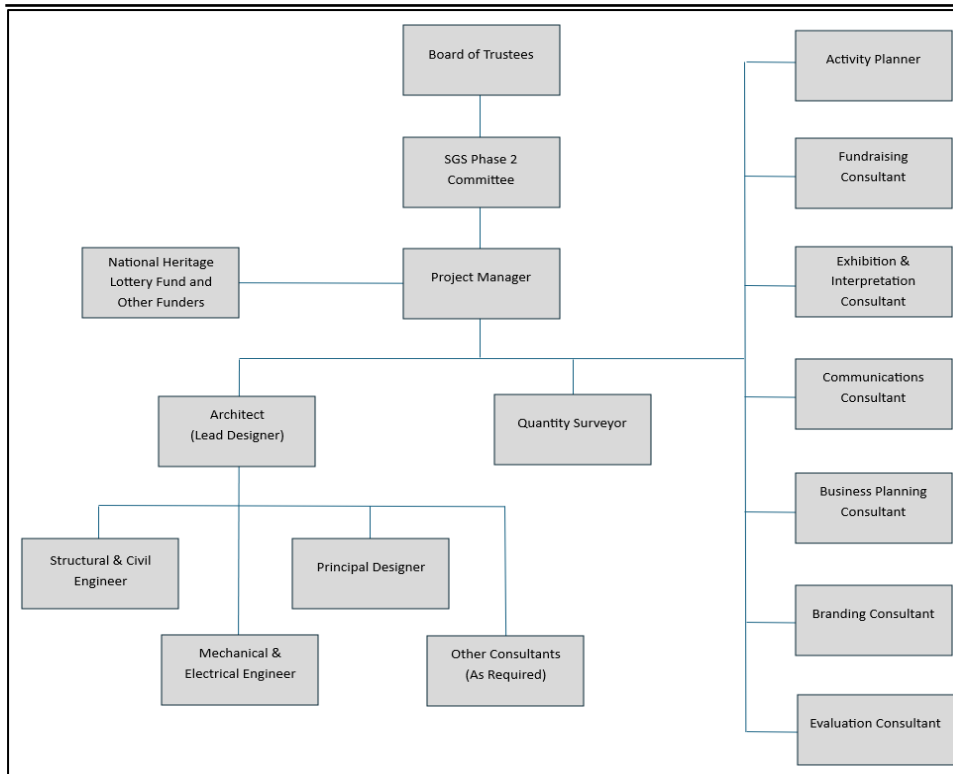 Board of Trustees
Activity Planner
SGS Phase 2
Committee
Fundraising
Consultant
National Heritage
Lottery Fund and
Other Funders
Project Manager
Exhibition &
Interpretation
Consultant
Architect
(Lead Designer)
Quantity Surveyor
Communications
Consultant
Structural & Civil
Engineer
Principal Designer
Business Planning
Consultant
Mechanical &
Electrical Engineer
Other Consultants
(As Required)
Branding Consultant
Evaluation Consultant